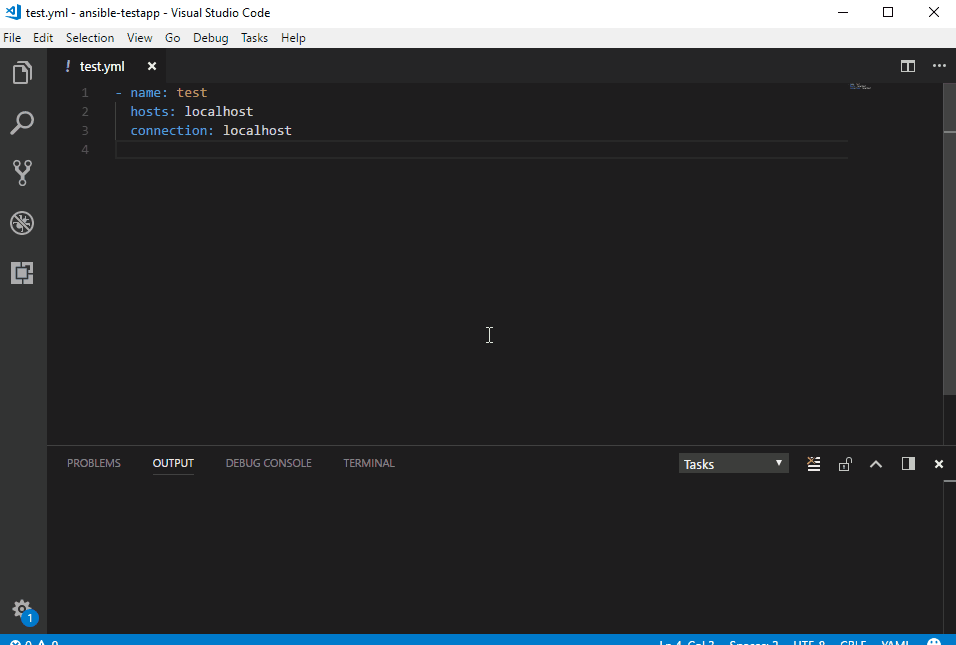 test.yml - ansible-testapp - Visual Studio Code
File Edit Selection View Go Debug Tasks Help
! test.yml
1 - name: test
2 hosts: localhost
3 connection: localhost
4
PROBLEMS OUTPUT DEBUG CONSOLE TERMINAL Tasks
1
0 0 Ln 4, Col 3 Spaces: 2 UTF-8 CRLF YAML